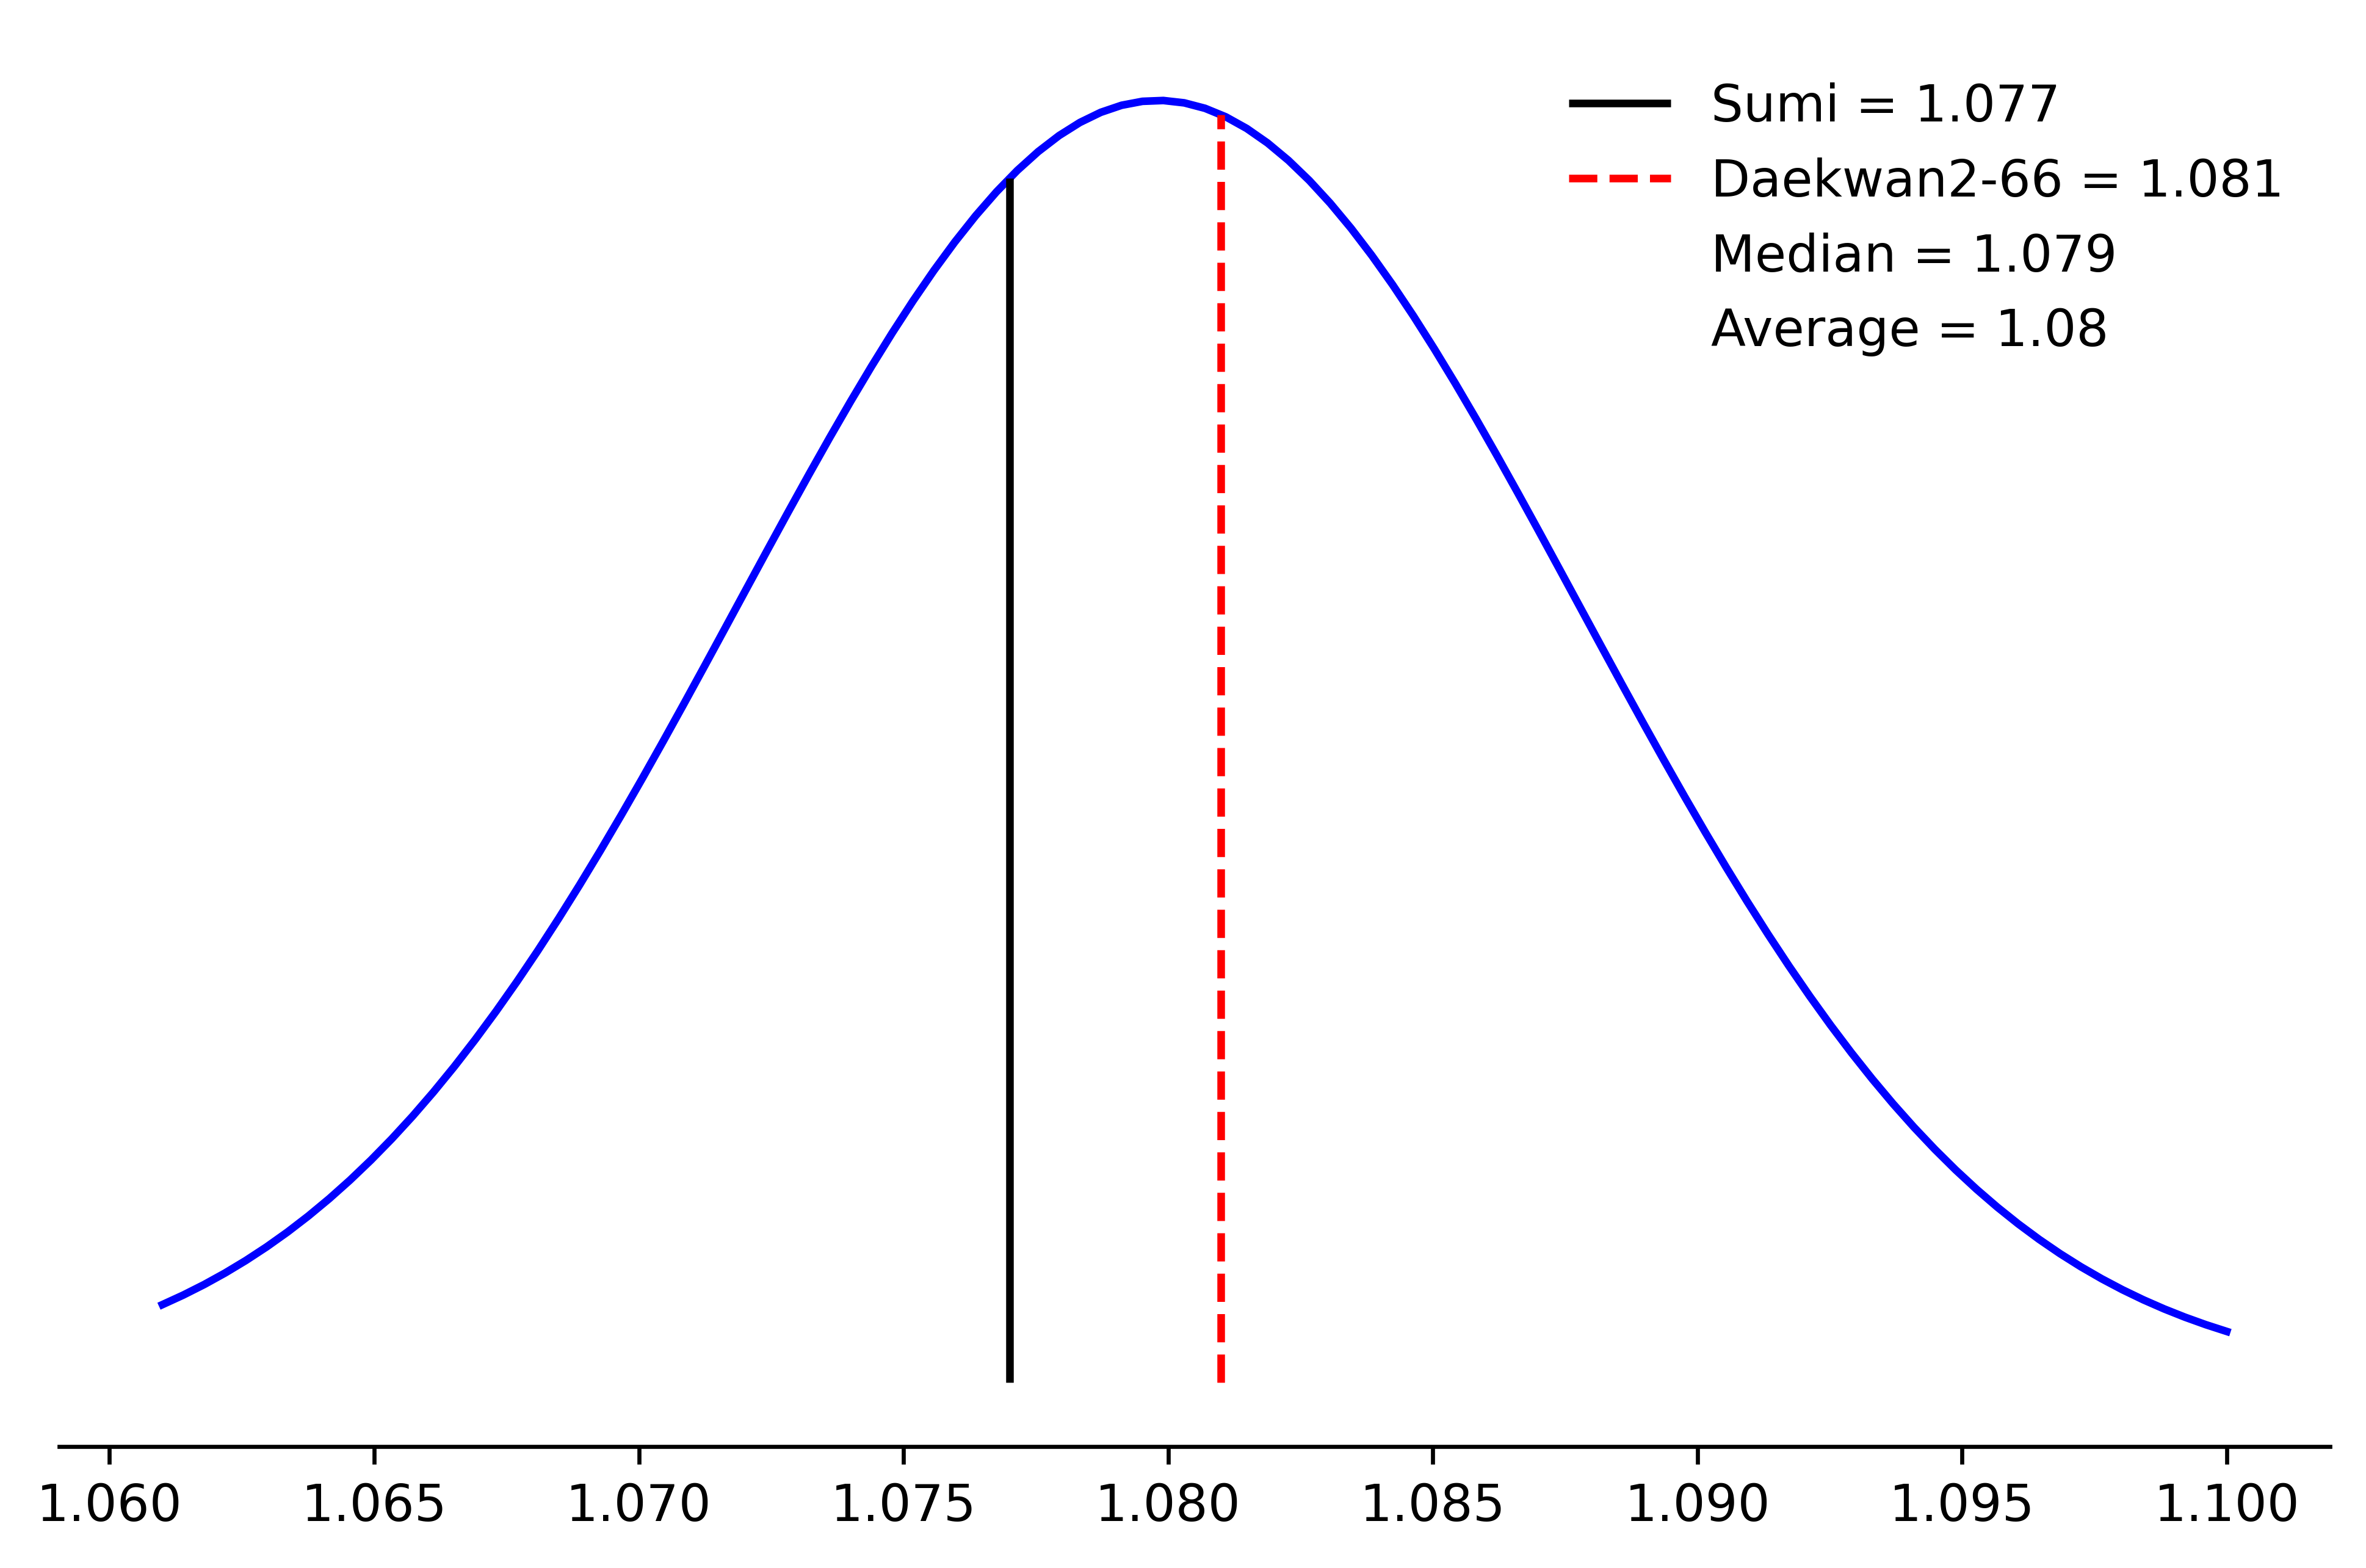 Sumi = 1.077
Daekwan2-66 = 1.081
Median = 1.079
Average = 1.08
1.060 1.065 1.070 1.075 1.080 1.085 1.090 1.095 1.100